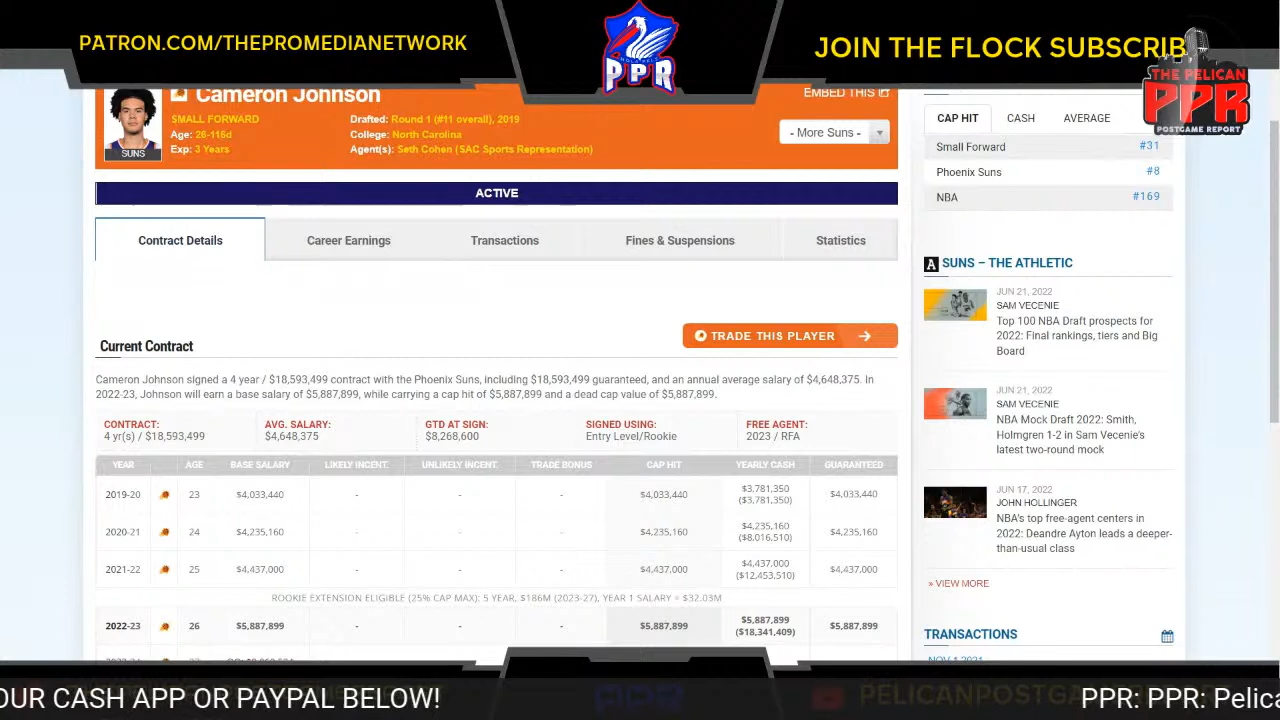 PATRON.COM/THEPROMEDIANETWORK
PPR
JOIN THE FLOCK SUBSCRIB
THE PELICAN
PPR
POSTGAME REPORT
Cameron Johnson
EMBED THIS
SMALL FORWARD
Drafted: Round 1 (#11 overall), 2019
Age: 26-116d
College: North Carolina
Exp: 3 Years
Agent(s): Seth Cohen (SAC Sports Representation)
SUNS
- More Suns -
ACTIVE
Contract Details
Career Earnings
Transactions
Fines & Suspensions
Statistics
TRADE THIS PLAYER
Current Contract
Cameron Johnson signed a 4 year / $18,593,499 contract with the Phoenix Suns, including $18,593,499 guaranteed, and an annual average salary of $4,648,375. In
2022-23, Johnson will earn a base salary of $5,887,899, while carrying a cap hit of $5,887,899 and a dead cap value of $5,887,899.
CONTRACT: AVG. SALARY: GTD AT SIGN: SIGNED USING: FREE AGENT:
4 yr(s) / $18,593,499 $4,648,375 $8,268,600 Entry Level/Rookie 2023 / RFA
YEAR AGE BASE SALARY LIKELY INCENT. UNLIKELY INCENT. TRADE BONUS CAP HIT YEARLY CASH GUARANTEED
2019-20 23 $4,033,440 - - - $4,033,440 $3,781,350 ($3,781,350) $4,033,440
2020-21 24 $4,235,160 - - - $4,235,160 $4,235,160 ($8,016,510) $4,235,160
2021-22 25 $4,437,000 - - - $4,437,000 $4,437,000 ($12,453,510) $4,437,000
ROOKIE EXTENSION ELIGIBLE (25% CAP MAX): 5 YEAR, $186M (2023-27), YEAR 1 SALARY = $32.03M
2022-23 26 $5,887,899 - - - $5,887,899 $5,887,899 ($18,341,409) $5,887,899
CAP HIT CASH AVERAGE
Small Forward #31
Phoenix Suns #8
NBA #169
A SUNS – THE ATHLETIC
JUN 21, 2022
SAM VECENIE
Top 100 NBA Draft prospects for
2022: Final rankings, tiers and Big
Board
JUN 21, 2022
SAM VECENIE
NBA Mock Draft 2022: Smith,
Holmgren 1-2 in Sam Vecenie's
latest two-round mock
JUN 17, 2022
JOHN HOLLINGER
NBA's top free-agent centers in
2022: Deandre Ayton leads a deeper-
than-usual class
» VIEW MORE
TRANSACTIONS
NOV 1 2021
OUR CASH APP OR PAYPAL BELOW!
PELICANPOSTGAMEREPORT
PPR: PPR: Pelica